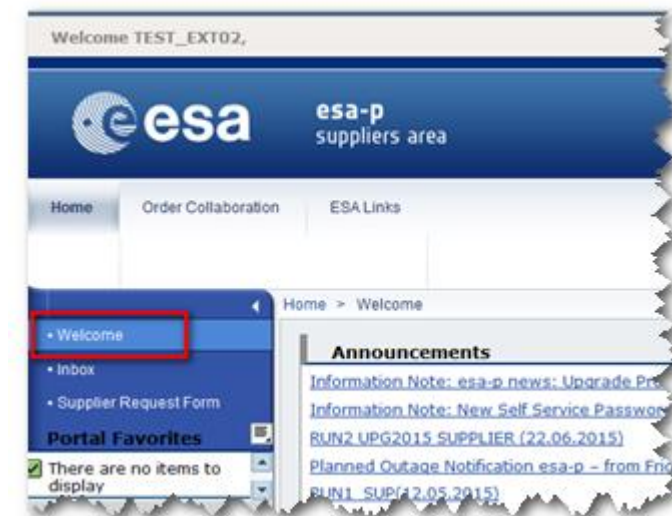 Welcome TEST_EXT02,
esa
esa-p
suppliers area
Home Order Collaboration ESA Links
Home > Welcome
• Welcome
• Inbox
• Supplier Request Form
Portal Favorites
There are no items to
display
Announcements
Information Note: esa-p news: Upgrade
Information Note: New Self Service
RUN2 UPG2015 SUPPLIER (22.06.2015)
Planned Outage Notification esa-p – from
RUN1_SUP(12.05.2015)